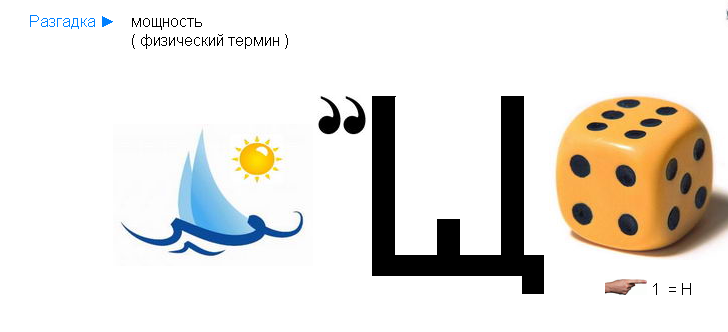 Разгадка ► мощность
( физический термин )
“ Щ
1 = Н